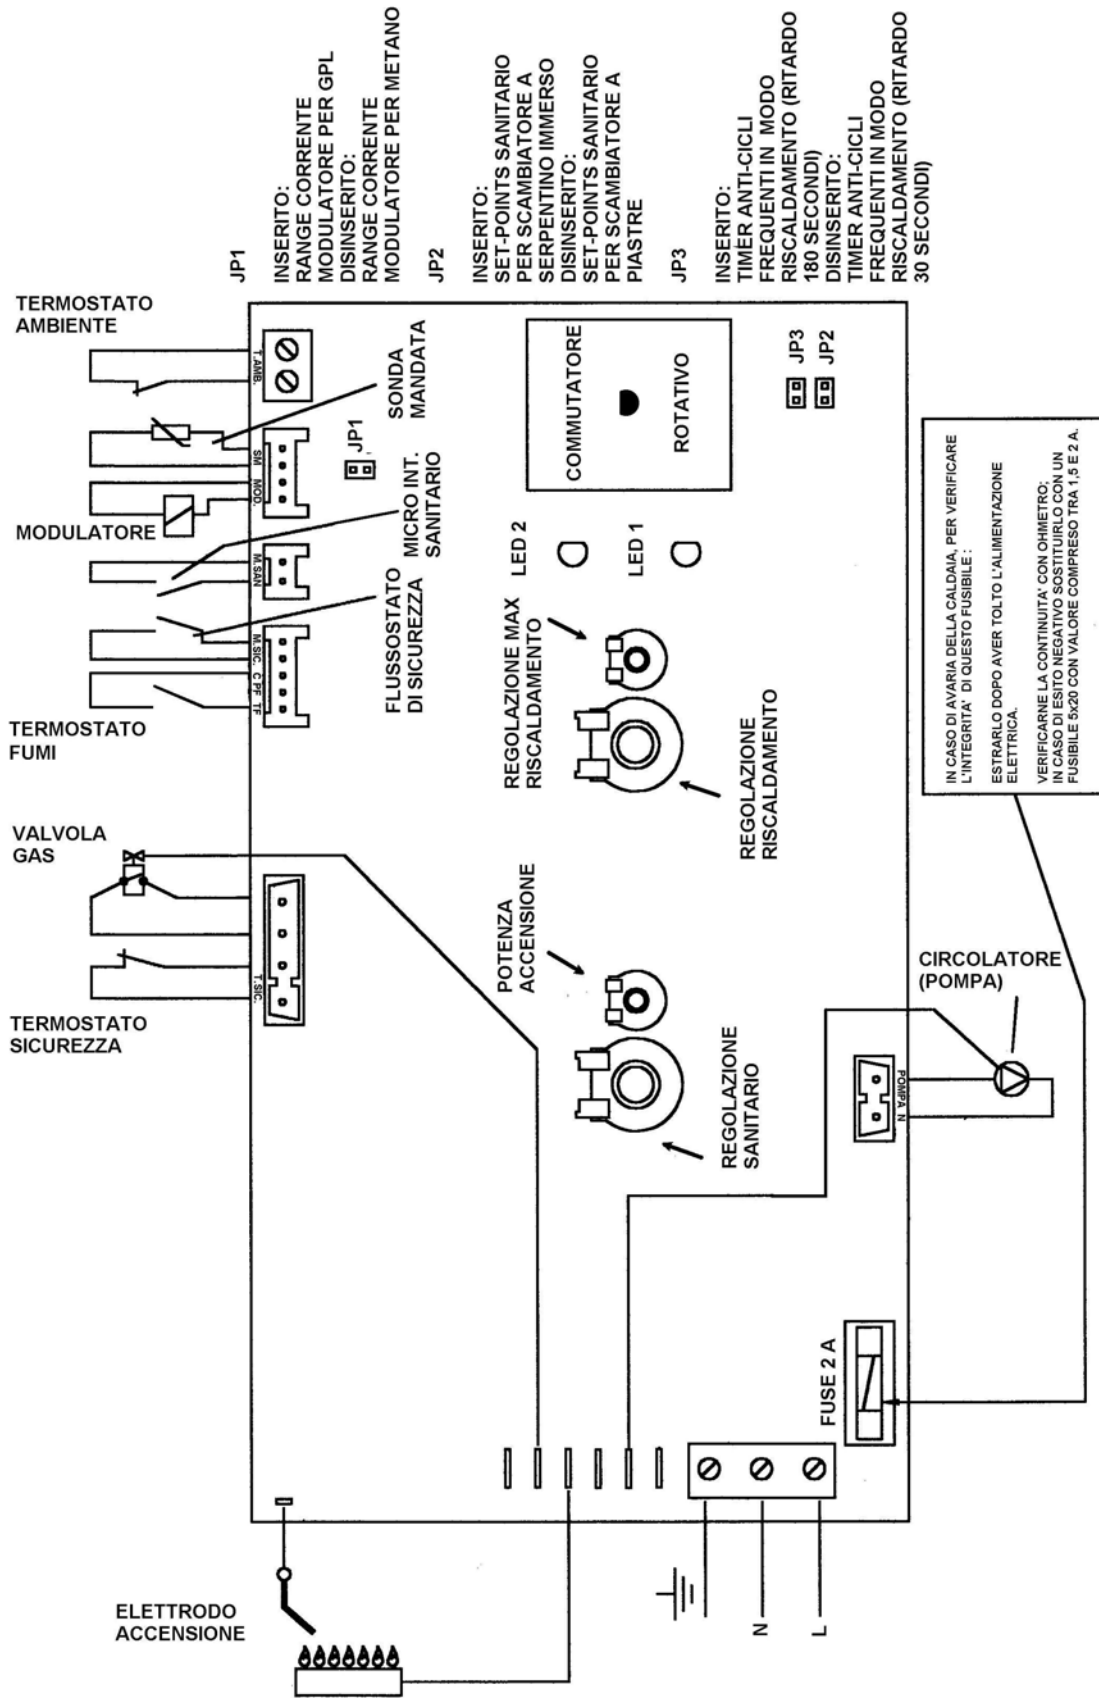 TERMOSTATO
AMBIENTE
MODULATORE
TERMOSTATO
FUMI
VALVOLA
GAS
TERMOSTATO
SICUREZZA
ELETTRODO
ACCENSIONE
T.AMB.
SM
MOD.
M.SAN
M.SIC.
C PF
TF
T.SIC.
JP1
SONDA
MANDATA
MICRO INT.
SANITARIO
FLUSSOSTATO
DI SICUREZZA
JP1
INSERITO:
RANGE CORRENTE
MODULATORE PER GPL
DISINSERITO:
RANGE CORRENTE
MODULATORE PER METANO
JP2
INSERITO:
SET-POINTS SANITARIO
PER SCAMBIATORE A
SERPENTINO IMMERSO
DISINSERITO:
SET-POINTS SANITARIO
PER SCAMBIATORE A
PIASTRE
JP3
INSERITO:
TIMER ANTI-CICLI
FREQUENTI IN MODO
RISCALDAMENTO (RITARDO
180 SECONDI)
DISINSERITO:
TIMER ANTI-CICLI
FREQUENTI IN MODO
RISCALDAMENTO (RITARDO
30 SECONDI)
COMMUTATORE
ROTATIVO
JP3
JP2
LED 2
LED 1
REGOLAZIONE MAX
RISCALDAMENTO
REGOLAZIONE
RISCALDAMENTO
POTENZA
ACCENSIONE
REGOLAZIONE
SANITARIO
CIRCOLATORE
(POMPA)
POMPA N
FUSE 2 A
N
L
IN CASO DI AVARIA DELLA CALDAIA, PER VERIFICARE
L'INTEGRITA' DI QUESTO FUSIBILE :
ESTRARLO DOPO AVER TOLTO L'ALIMENTAZIONE
ELETTRICA.
VERIFICARNE LA CONTINUITA' CON OHMETRO;
IN CASO DI ESITO NEGATIVO SOSTITUIRLO CON UN
FUSIBILE 5x20 CON VALORE COMPRESO TRA 1,5 E 2 A.